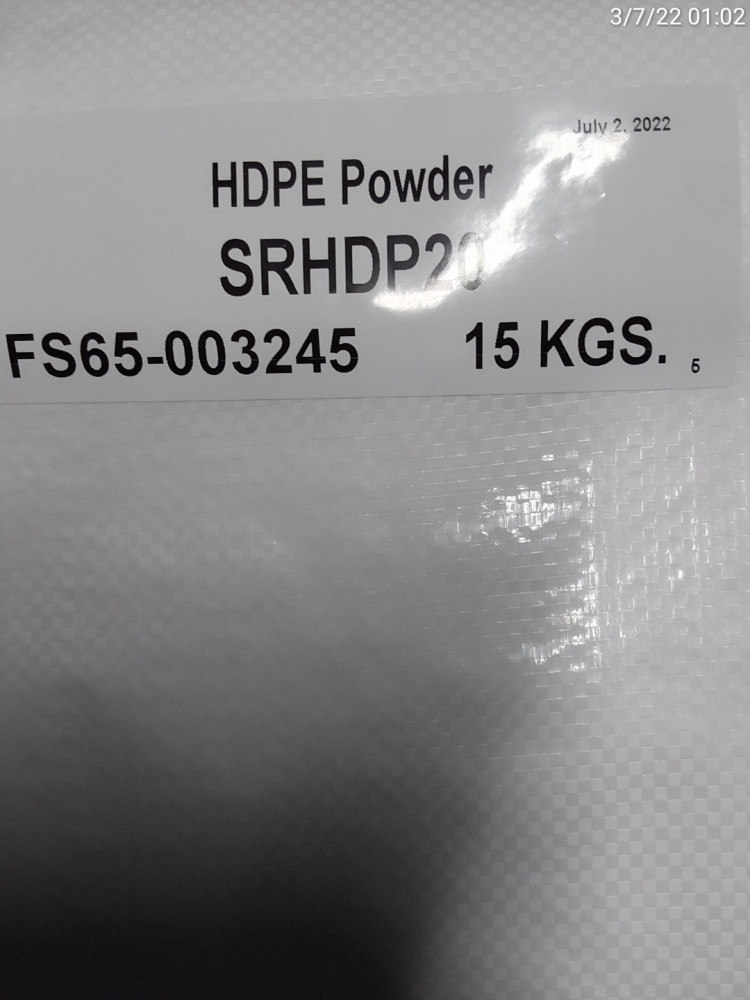 3/7/22 01:02
July 2, 2022
HDPE Powder
SRHDP20
FS65-003245 15 KGS. 5